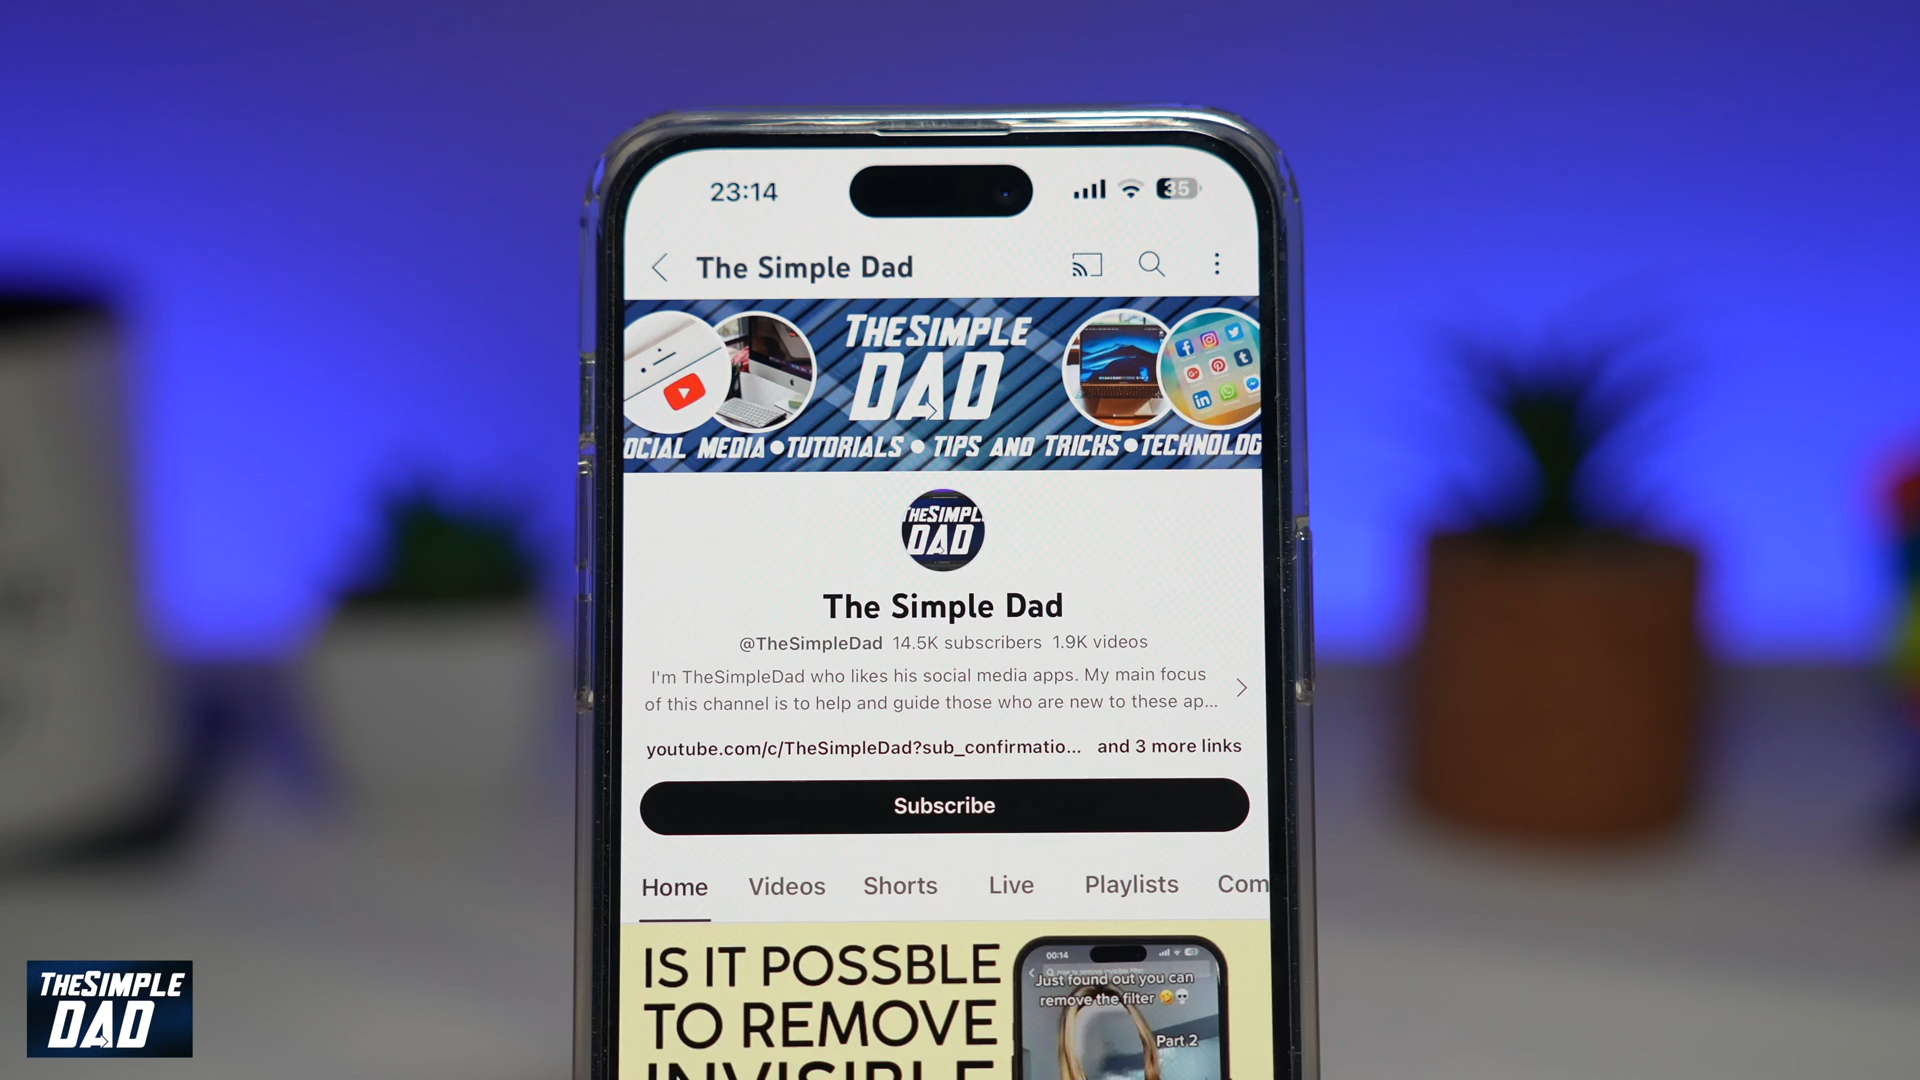 23:14
35
The Simple Dad
THESIMPLE
DAD
OCIAL MEDIA • TUTORIALS • TIPS AND TRICKS • TECHNOLOG
THESIMPL
DAD
The Simple Dad
@TheSimpleDad 14.5K subscribers 1.9K videos
I'm TheSimpleDad who likes his social media apps. My main focus
of this channel is to help and guide those who are new to these ap...
youtube.com/c/TheSimpleDad?sub_confirmatio... and 3 more links
Subscribe
Home Videos Shorts Live Playlists Com
IS IT POSSBLE
TO REMOVE
INVISIBLE
00:14
Just found out you can
remove the filter 🤣💀
Part 2
THESIMPLE
DAD